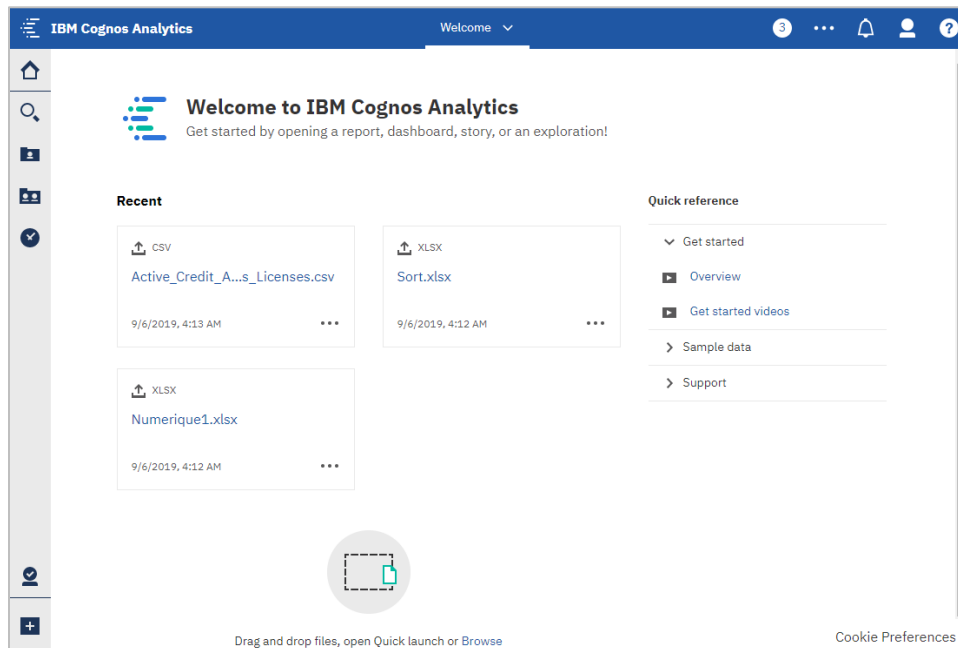 IBM Cognos Analytics
Welcome
3
?
Welcome to IBM Cognos Analytics
Get started by opening a report, dashboard, story, or an exploration!
Recent
CSV
Active_Credit_A...s_Licenses.csv
9/6/2019, 4:13 AM
XLSX
Sort.xlsx
9/6/2019, 4:12 AM
XLSX
Numerique1.xlsx
9/6/2019, 4:12 AM
Quick reference
Get started
Overview
Get started videos
Sample data
Support
Drag and drop files, open Quick launch or Browse
Cookie Preferences